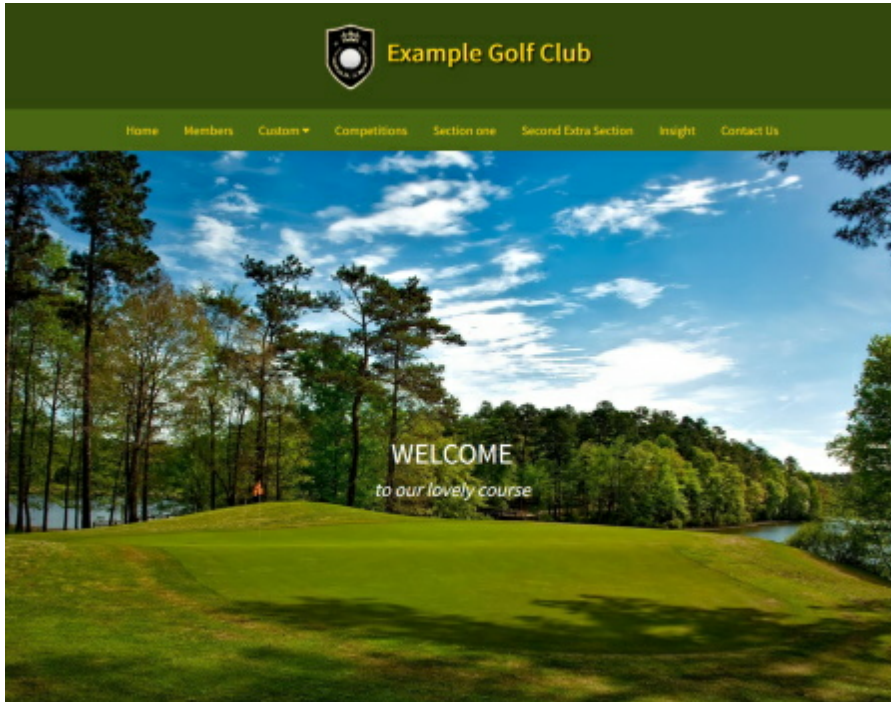 Example Golf Club
Home Members Custom Competitions Section one Second Extra Section Insight Contact Us
WELCOME
to our lovely course